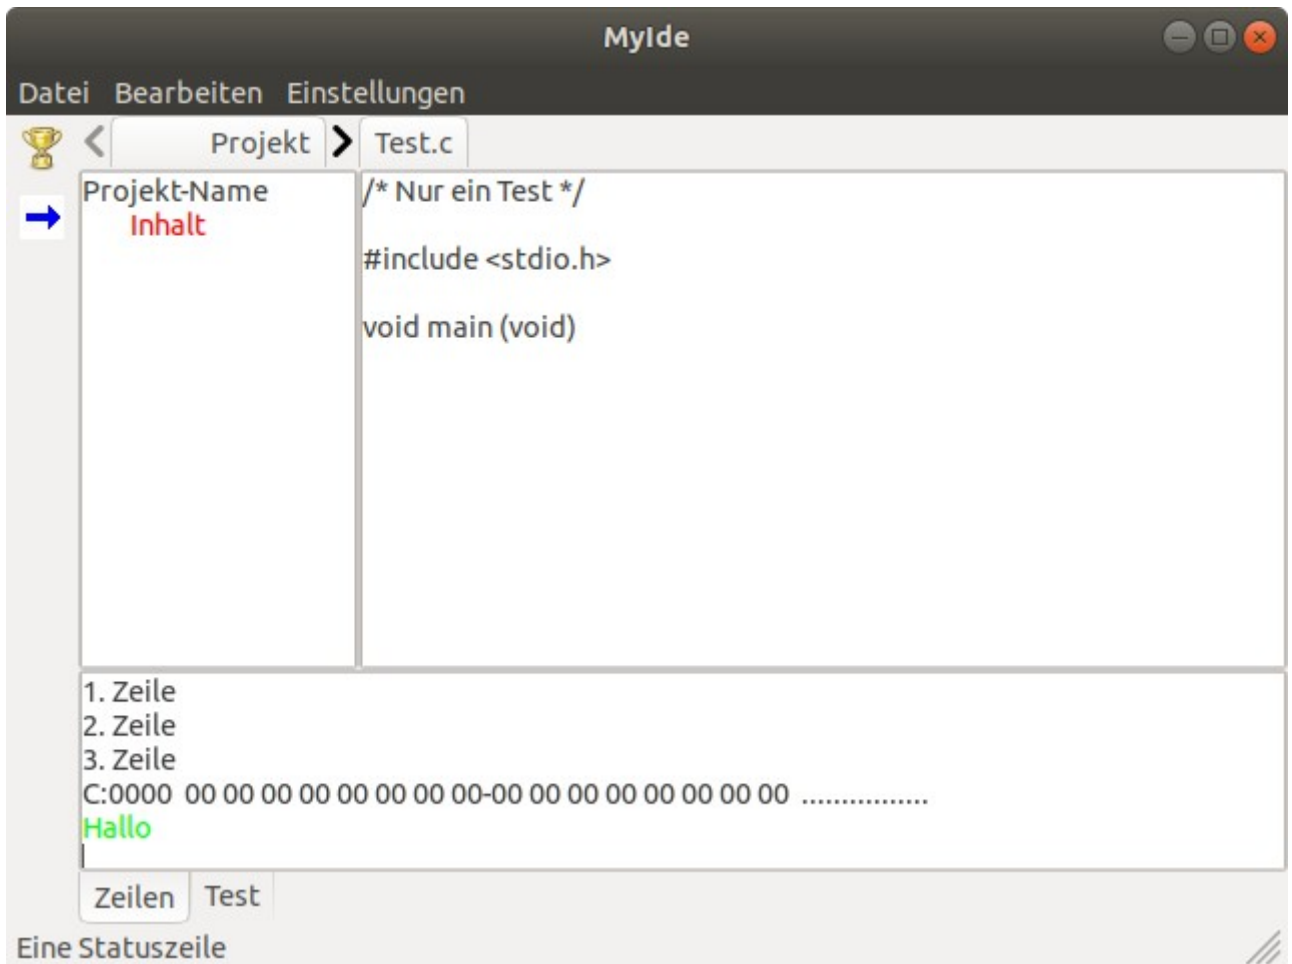 MyIde
Datei Bearbeiten Einstellungen
Projekt Test.c
Projekt-Name
Inhalt
/* Nur ein Test */
#include <stdio.h>
void main (void)
1. Zeile
2. Zeile
3. Zeile
C:0000  00 00 00 00 00 00 00 00-00 00 00 00 00 00 00 00  ................
Hallo
Zeilen Test
Eine Statuszeile